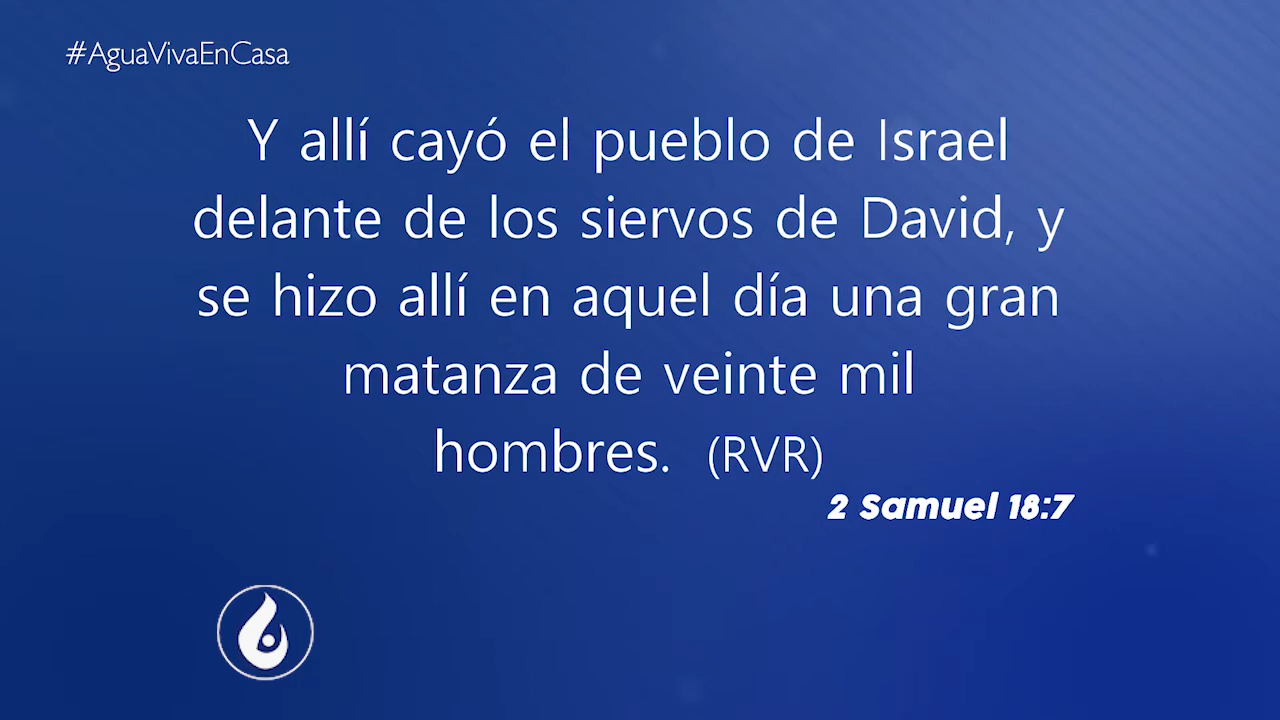 #AguaVivaEnCasa
Y allí cayó el pueblo de Israel
delante de los siervos de David, y
se hizo allí en aquel día una gran
matanza de veinte mil
hombres. (RVR)
2 Samuel 18:7